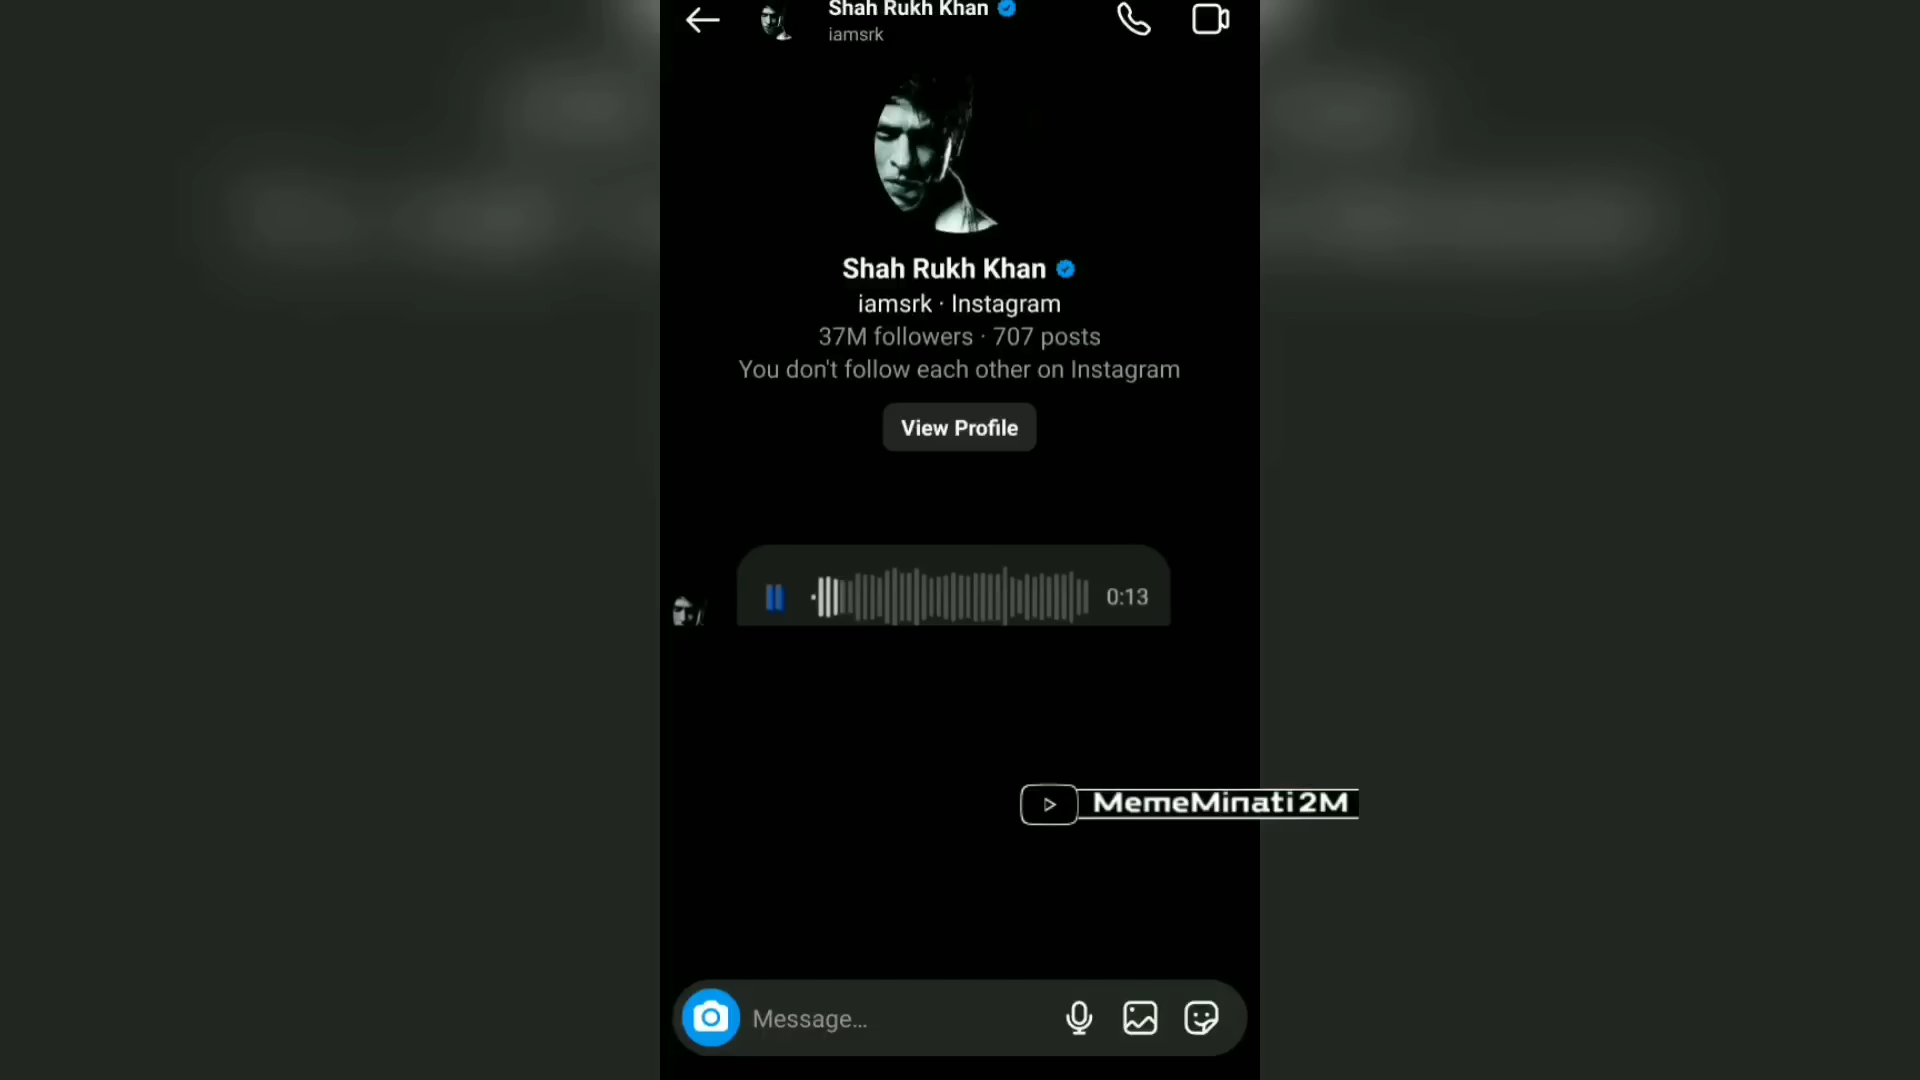 Shah Rukh Khan
iamsrk
Shah Rukh Khan
iamsrk · Instagram
37M followers · 707 posts
You don't follow each other on Instagram
View Profile
0:13
MemeMinati2M
Message...